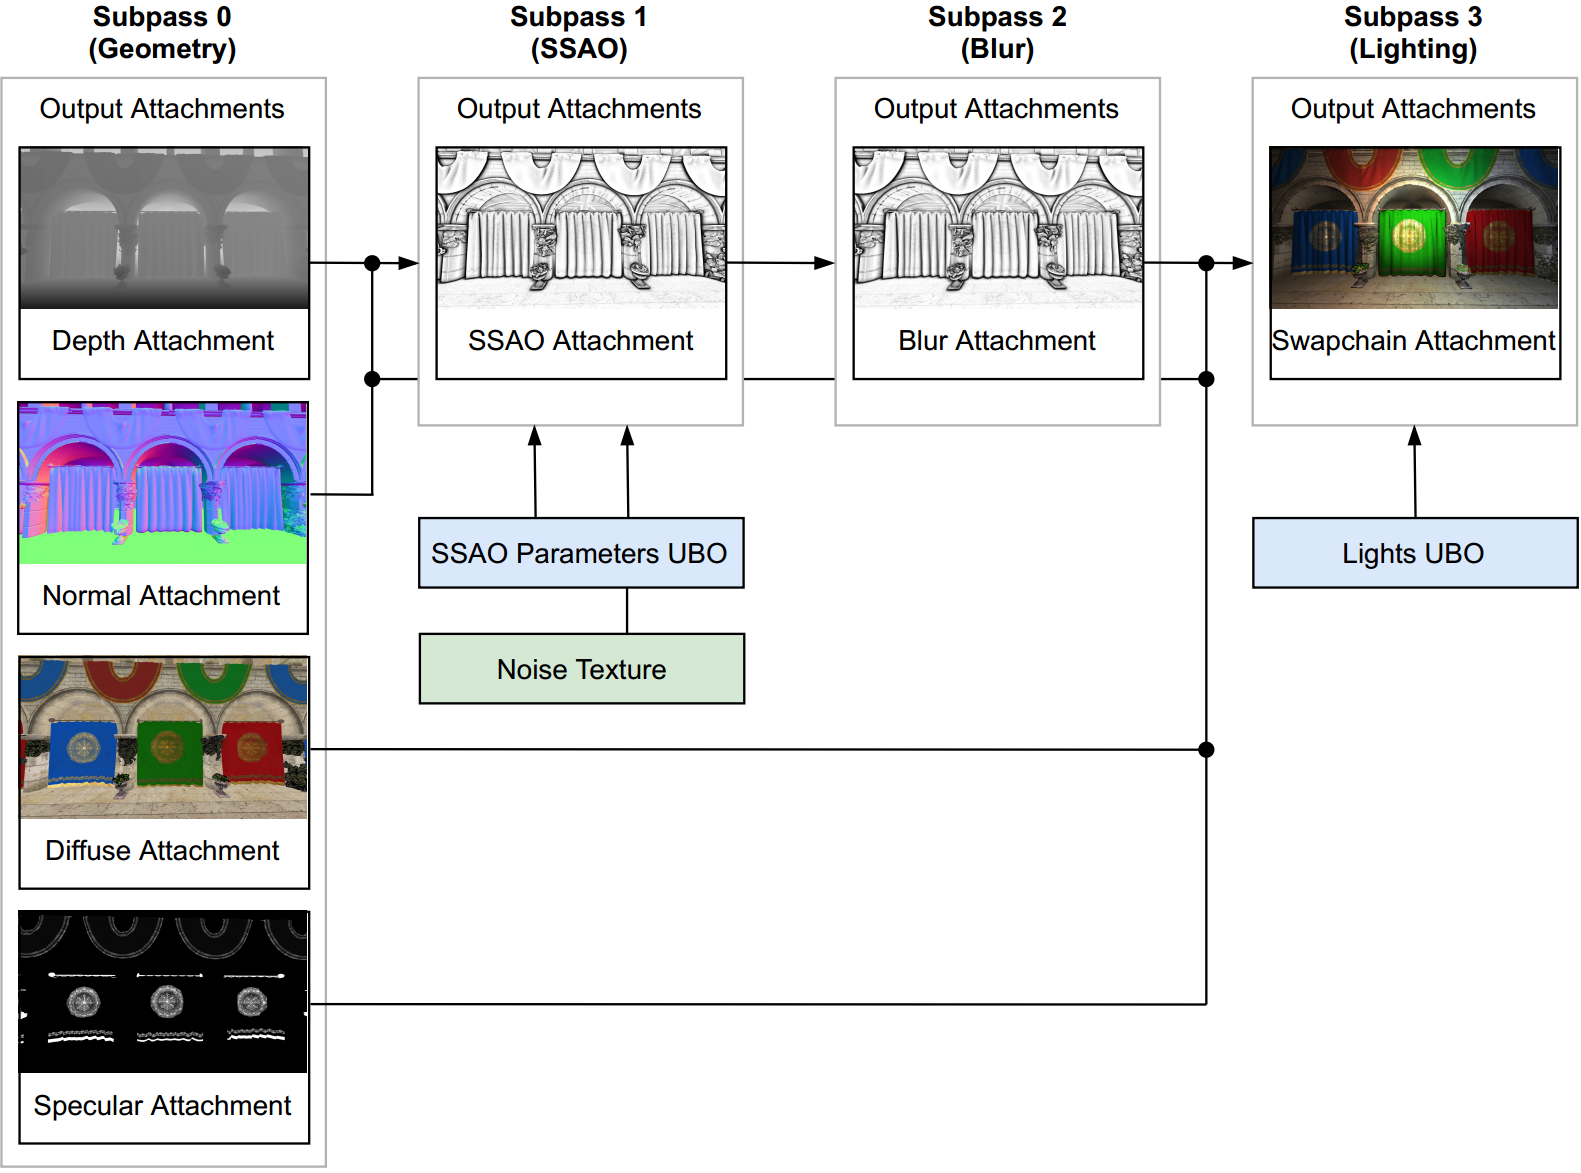 Subpass 0
(Geometry)
Output Attachments
Depth Attachment
Normal Attachment
Diffuse Attachment
Specular Attachment
Subpass 1
(SSAO)
Output Attachments
SSAO Attachment
SSAO Parameters UBO
Noise Texture
Subpass 2
(Blur)
Output Attachments
Blur Attachment
Subpass 3
(Lighting)
Output Attachments
Swapchain Attachment
Lights UBO